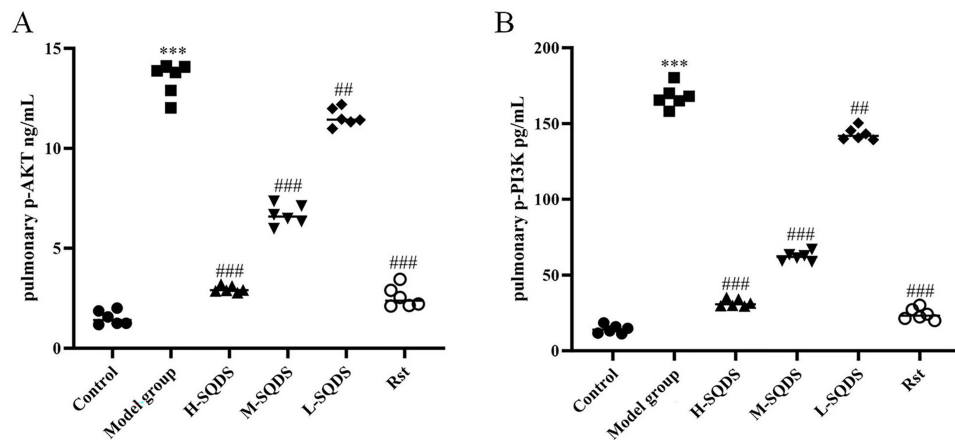 A
pulmonary p-AKT ng/mL
15
10
5
0
***
###
###
##
###
Control
Model group
H-SQDS
M-SQDS
L-SQDS
Rst
B
pulmonary p-PI3K pg/mL
200
150
100
50
0
***
###
###
##
###
Control
Model group
H-SQDS
M-SQDS
L-SQDS
Rst